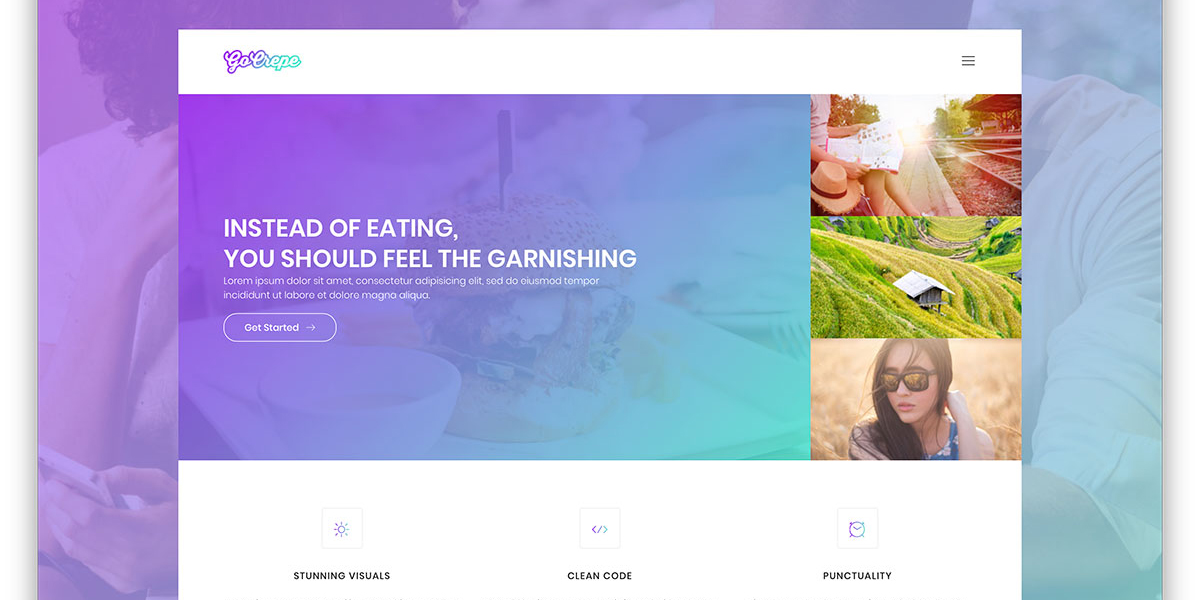 GoCrepe
INSTEAD OF EATING,
YOU SHOULD FEEL THE GARNISHING
Lorem ipsum dolor sit amet, consectetur adipisicing elit, sed do eiusmod tempor
incididunt ut labore et dolore magna aliqua.
Get Started →
STUNNING VISUALS
CLEAN CODE
PUNCTUALITY